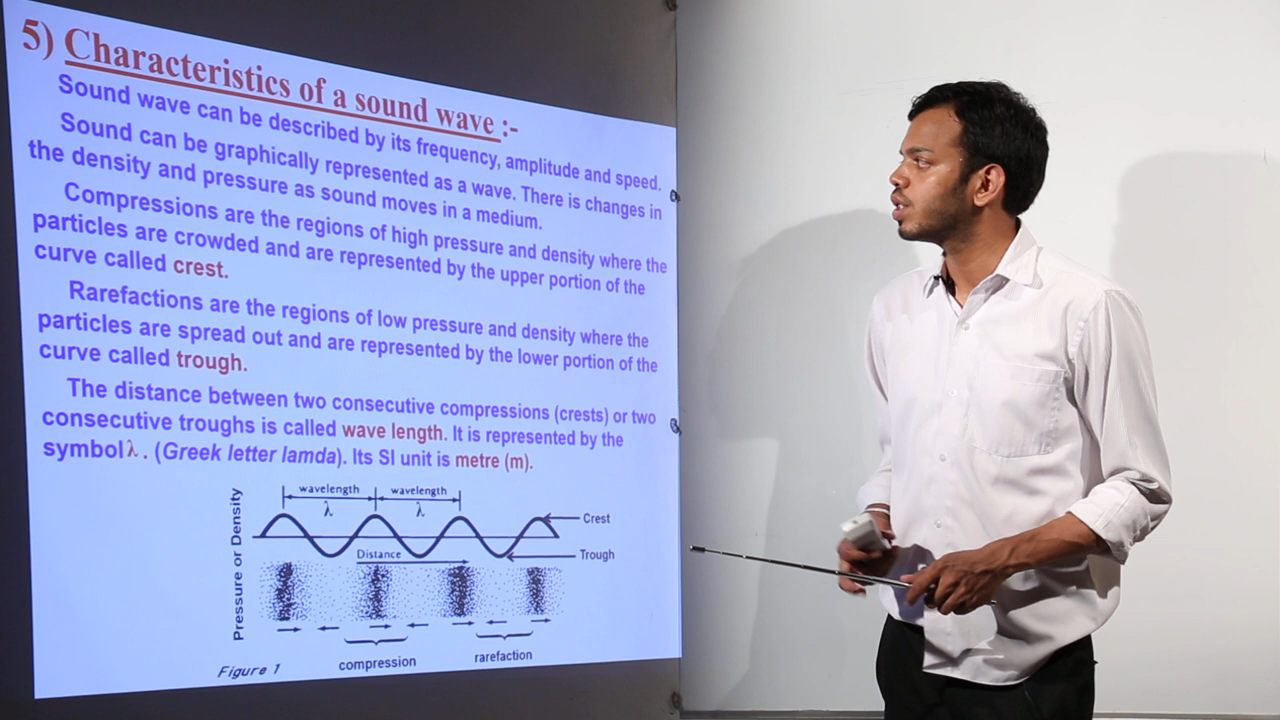 5) Characteristics of a sound wave :-
Sound wave can be described by its frequency, amplitude and speed.
Sound can be graphically represented as a wave. There is changes in
the density and pressure as sound moves in a medium.
Compressions are the regions of high pressure and density where the
particles are crowded and are represented by the upper portion of the
curve called crest.
Rarefactions are the regions of low pressure and density where the
particles are spread out and are represented by the lower portion of the
curve called trough.
The distance between two consecutive compressions (crests) or two
consecutive troughs is called wave length. It is represented by the
symbol λ. (Greek letter lamda). Its SI unit is metre (m).
wavelength wavelength
λ λ
Crest
Trough
Distance
Pressure or Density
compression rarefaction
Figure 1